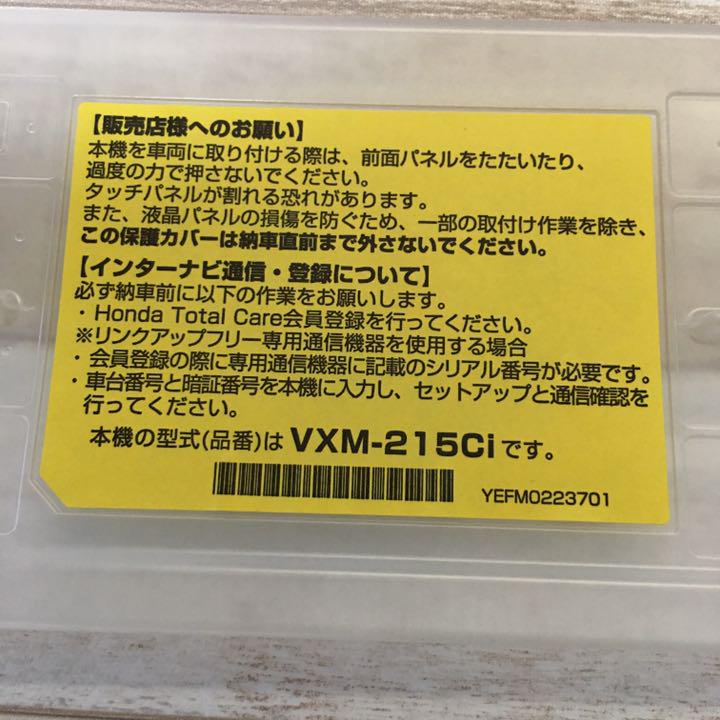 【販売店様へのお願い】
本機を車両に取り付ける際は、前面パネルをたたいたり、
過度の力で押さないでください。
タッチパネルが割れる恐れがあります。
また、液晶パネルの損傷を防ぐため、一部の取付け作業を除き、
この保護カバーは納車直前まで外さないでください。
【インターナビ通信・登録について】
必ず納車前に以下の作業をお願いします。
・Honda Total Care会員登録を行ってください。
※リンクアップフリー専用通信機器を使用する場合
・会員登録の際に専用通信機器に記載のシリアル番号が必要です。
・車台番号と暗証番号を本機に入力し、セットアップと通信確認を
行ってください。
本機の型式(品番)は VXM-215Ci です。
YEFM0223701